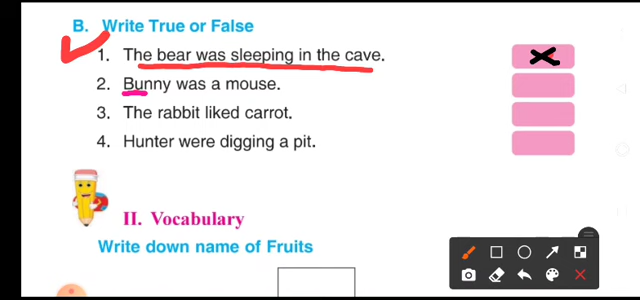 B. Write True or False
1. The bear was sleeping in the cave.
2. Bunny was a mouse.
3. The rabbit liked carrot.
4. Hunter were digging a pit.
II. Vocabulary
Write down name of Fruits